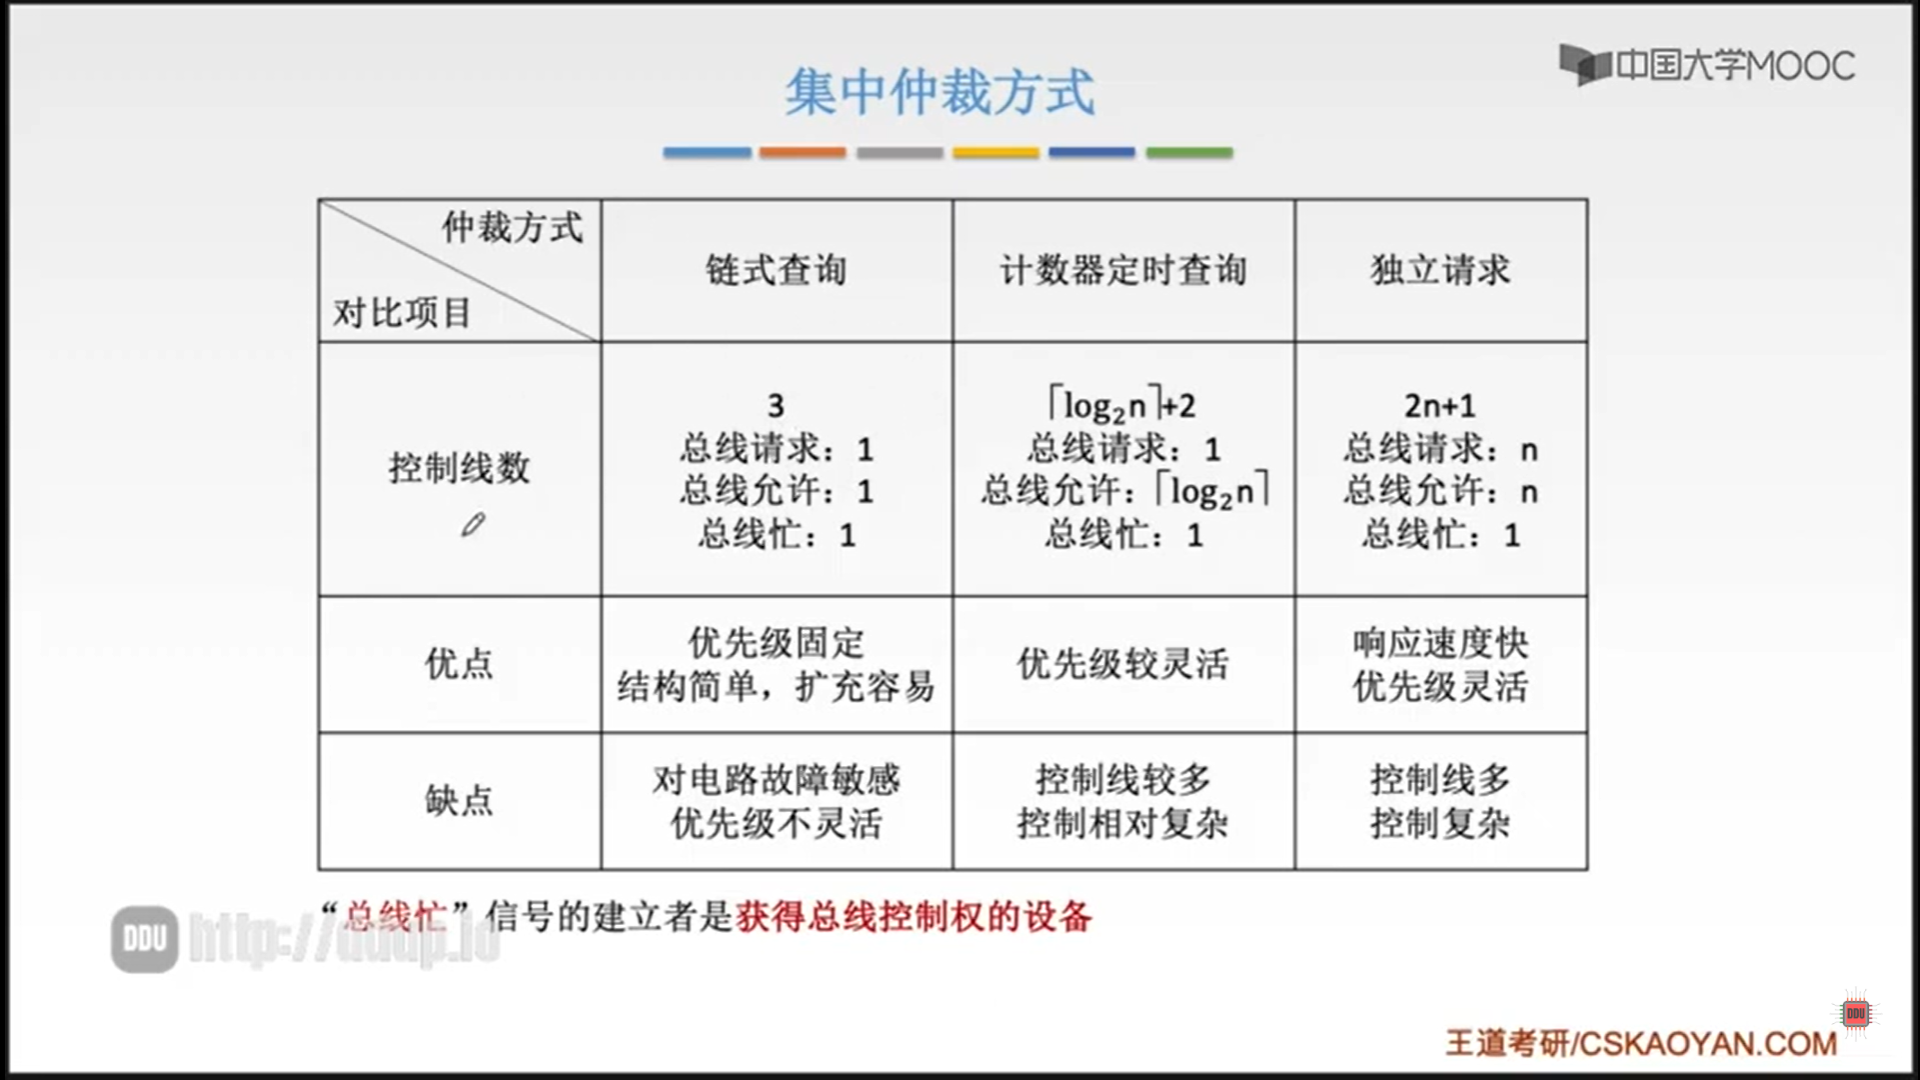 中国大学MOOC
集中仲裁方式
仲裁方式
对比项目
链式查询
计数器定时查询
独立请求
控制线数
3
总线请求：1
总线允许：1
总线忙：1
⌈log₂n⌉+2
总线请求：1
总线允许：⌈log₂n⌉
总线忙：1
2n+1
总线请求：n
总线允许：n
总线忙：1
优点
优先级固定
结构简单，扩充容易
优先级较灵活
响应速度快
优先级灵活
缺点
对电路故障敏感
优先级不灵活
控制线较多
控制相对复杂
控制线多
控制复杂
“总线忙”信号的建立者是获得总线控制权的设备
DDU http://ddup.io
DDU
王道考研/CSKAOYAN.COM